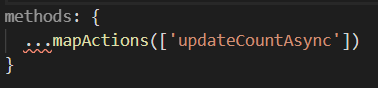 methods: {
  ...mapActions(['updateCountAsync'])
}